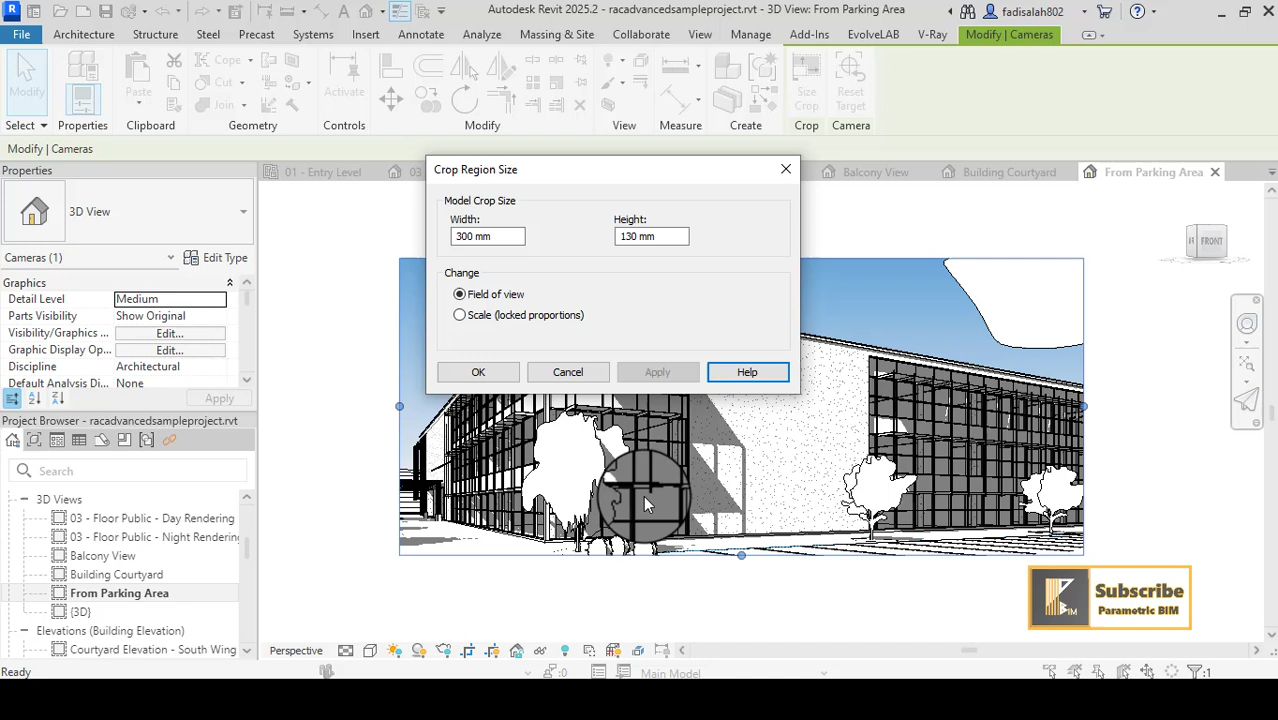 Autodesk Revit 2025.2 - racadvancedsampleproject.rvt - 3D View: From Parking Area
fadisalah802
File
Architecture
Structure
Steel
Precast
Systems
Insert
Annotate
Analyze
Massing & Site
Collaborate
View
Manage
Add-Ins
EvolveLAB
V-Ray
Modify | Cameras
Modify
Paste
Cope
Cut
Join
Activate
Size
Crop
Reset
Target
Select
Properties
Clipboard
Geometry
Controls
Modify
View
Measure
Create
Crop
Camera
Modify | Cameras
Properties
3D View
Cameras (1)
Edit Type
Graphics
Detail Level
Medium
Parts Visibility
Show Original
Visibility/Graphics
Edit...
Graphic Display Op...
Edit...
Discipline
Architectural
Default Analysis Di...
None
Apply
Project Browser - racadvancedsampleproject.rvt
Search
3D Views
03 - Floor Public - Day Rendering
03 - Floor Public - Night Rendering
Balcony View
Building Courtyard
From Parking Area
{3D}
Elevations (Building Elevation)
Courtyard Elevation - South Wing
01 - Entry Level
03
Balcony View
Building Courtyard
From Parking Area
Crop Region Size
Model Crop Size
Width:
Height:
300 mm
130 mm
Change
Field of view
Scale (locked proportions)
OK
Cancel
Apply
Help
FRONT
Subscribe
Parametric BIM
BIM
Perspective
Ready
:0
Main Model
:1